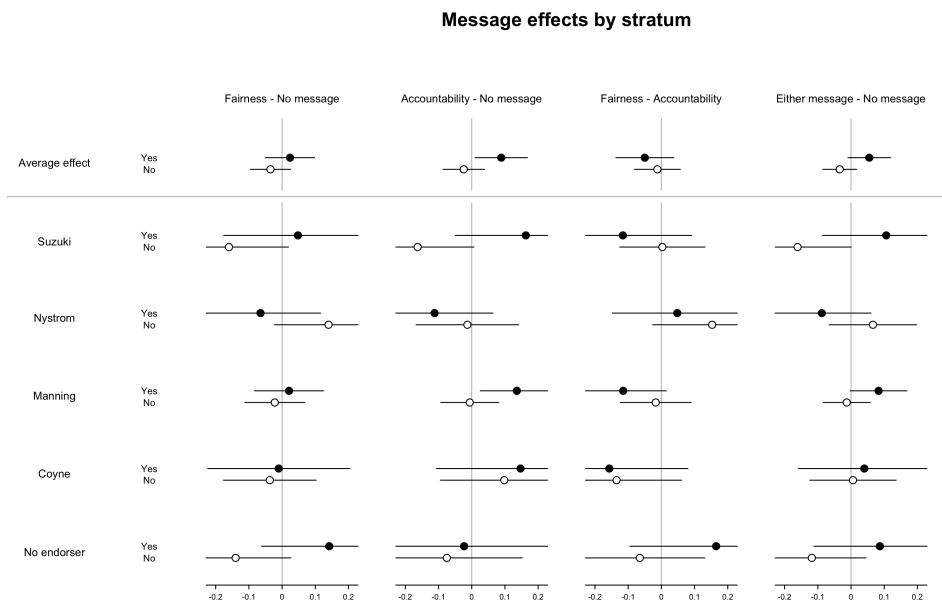 Message effects by stratum
Fairness - No message Accountability - No message Fairness - Accountability Either message - No message
Average effect
Yes
No
Suzuki
Yes
No
Nystrom
Yes
No
Manning
Yes
No
Coyne
Yes
No
No endorser
Yes
No
-0.2 -0.1 0 0.1 0.2 -0.2 -0.1 0 0.1 0.2 -0.2 -0.1 0 0.1 0.2 -0.2 -0.1 0 0.1 0.2